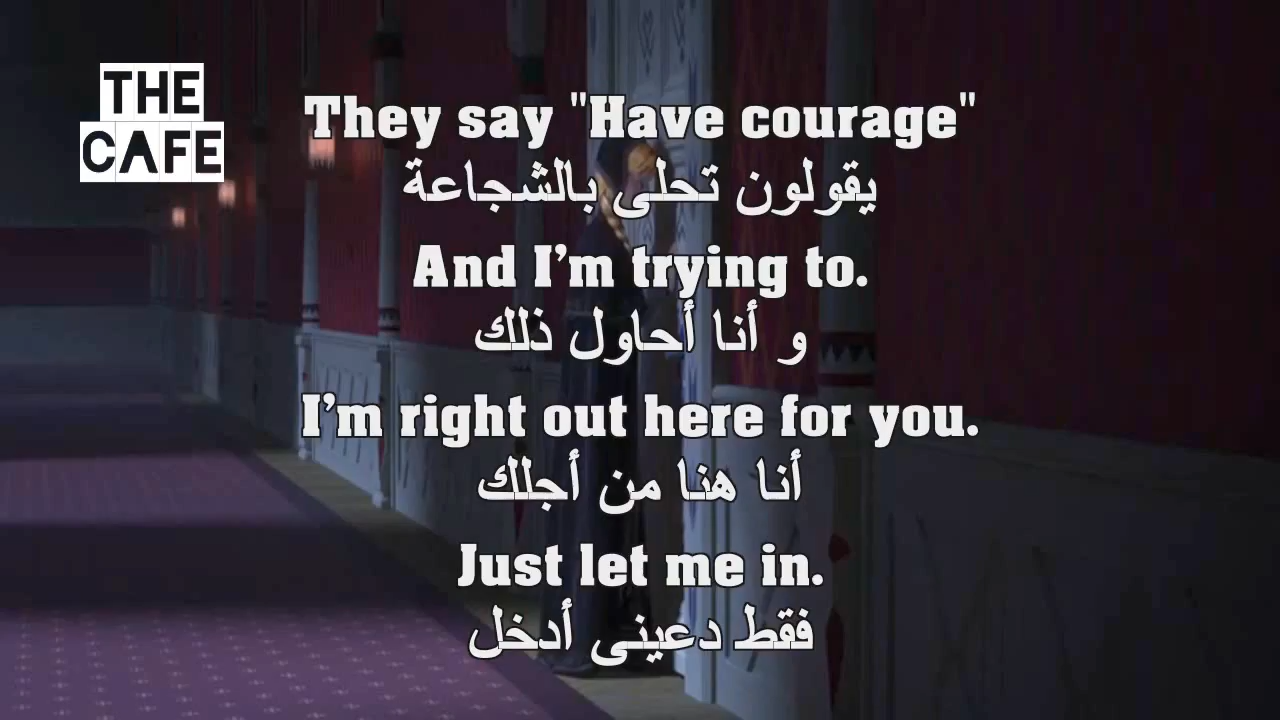 THE
CAFE
They say "Have courage"
يقولون تحلى بالشجاعة
And I’m trying to.
و أنا أحاول ذلك
I’m right out here for you.
أنا هنا من أجلك
Just let me in.
فقط دعينى أدخل